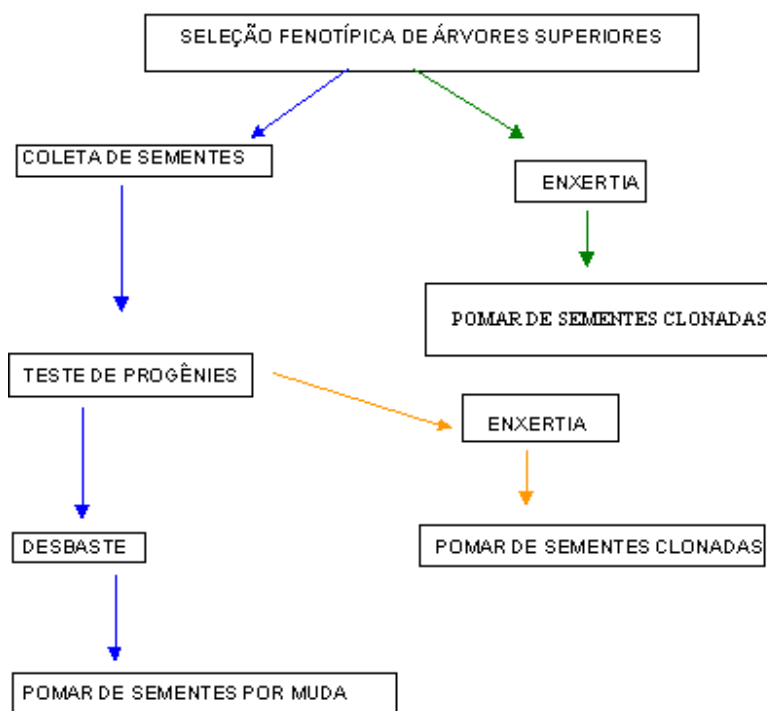 SELEÇÃO FENOTÍPICA DE ÁRVORES SUPERIORES
COLETA DE SEMENTES
ENXERTIA
POMAR DE SEMENTES CLONADAS
TESTE DE PROGÊNIES
ENXERTIA
DESBASTE
POMAR DE SEMENTES CLONADAS
POMAR DE SEMENTES POR MUDA